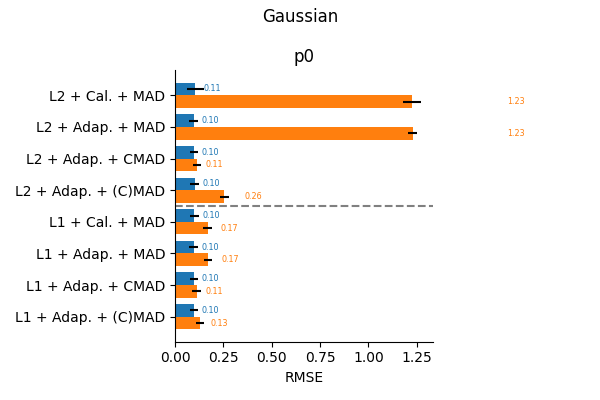 Gaussian
p0
L2 + Cal. + MAD
0.11
1.23
L2 + Adap. + MAD
0.10
1.23
L2 + Adap. + CMAD
0.10
0.11
L2 + Adap. + (C)MAD
0.10
0.26
L1 + Cal. + MAD
0.10
0.17
L1 + Adap. + MAD
0.10
0.17
L1 + Adap. + CMAD
0.10
0.11
L1 + Adap. + (C)MAD
0.10
0.13
0.00 0.25 0.50 0.75 1.00 1.25
RMSE